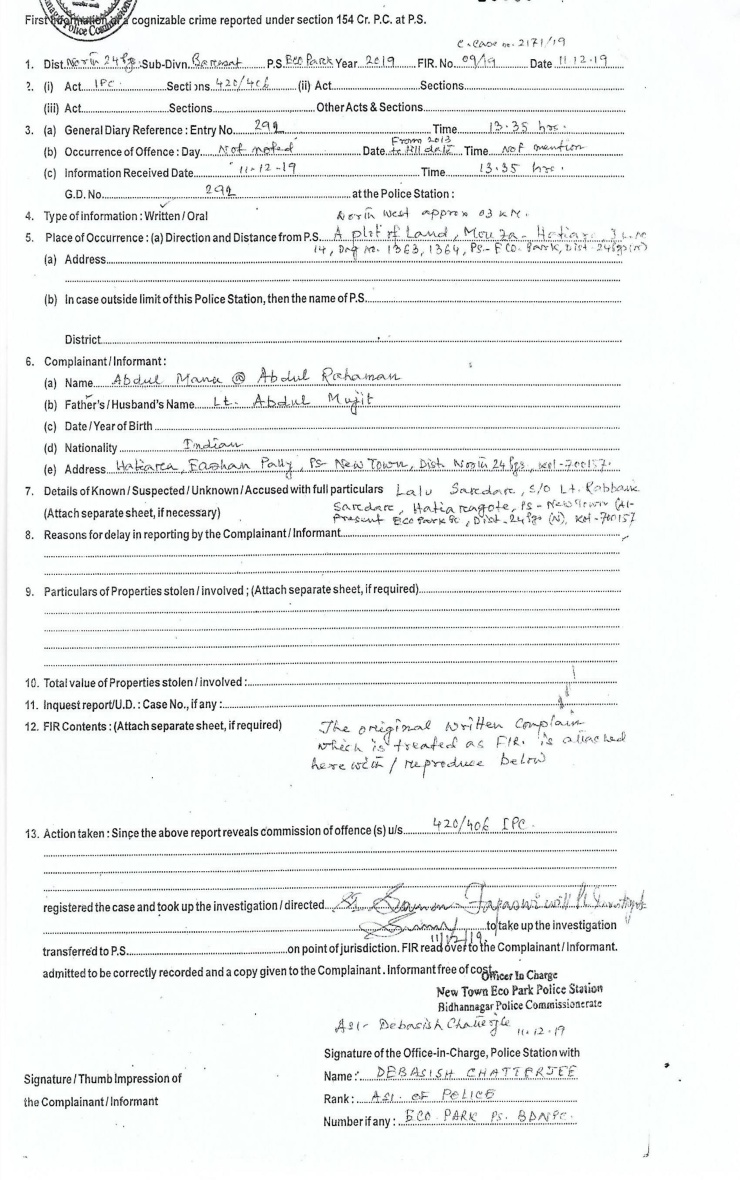 Police Commiss
First Information of a cognizable crime reported under section 154 Cr. P.C. at P.S.
C. Case no. 2171/19
1. Dist. North 24 Pgs. Sub-Divn. Barasat P.S. Eco Park Year 2019 FIR. No. 09/19 Date 11.12.19
2. (i) Act IPC. Sections 420/406 (ii) Act Sections
(iii) Act Sections Other Acts & Sections
3. (a) General Diary Reference : Entry No. 292 Time 13.35 hrs.
(b) Occurrence of Offence : Day Not noted Date From 2013 to till date Time Not mention
(c) Information Received Date 11-12-19 Time 13.35 hrs.
G.D. No. 292 at the Police Station :
4. Type of information : Written / Oral North West approx 03 KM.
5. Place of Occurrence : (a) Direction and Distance from P.S. A plot of Land, Mouza- Hatiara
14, Dag no. 1363, 1364, Ps- ECO. Park, Dist- 24 pgs (N)
(a) Address
(b) In case outside limit of this Police Station, then the name of P.S.
District
6. Complainant / Informant :
(a) Name Abdul Mana @ Abdul Rahaman
(b) Father's / Husband's Name Lt. Abdul Mujit
(c) Date / Year of Birth
(d) Nationality Indian
(e) Address Hatiara, Pally, PS- New Town, Dist. North 24 Pgs, Kol-700157.
7. Details of Known / Suspected / Unknown / Accused with full particulars Lalu Sardare, S/O Lt. Rabbani
(Attach separate sheet, if necessary) Sardare, Hatiaragote, Ps - New Town (At-
Present Eco Park Ps, Dist- 24 pgs (N), Kol-700157
8. Reasons for delay in reporting by the Complainant / Informant
9. Particulars of Properties stolen / involved ; (Attach separate sheet, if required)
10. Total value of Properties stolen / involved :
11. Inquest report/U.D. : Case No., if any :
12. FIR Contents : (Attach separate sheet, if required) The original written Complain
which is treated as FIR. is attached
here with / reproduce below
13. Action taken : Since the above report reveals commission of offence (s) u/s 420/406 IPC.
registered the case and took up the investigation / directed
to take up the investigation
11/12/19.
transferred to P.S. on point of jurisdiction. FIR read over to the Complainant / Informant.
admitted to be correctly recorded and a copy given to the Complainant . Informant free of cost
Officer In Charge
New Town Eco Park Police Station
Bidhannagar Police Commissionerate
ASI- Debasish Chatterjee 11.12.19
Signature of the Office-in-Charge, Police Station with
Signature / Thumb Impression of
the Complainant / Informant
Name : DEBASISH CHATTERJEE
Rank : ASI. OF POLICE
Number if any : ECO PARK PS. BDNPC.